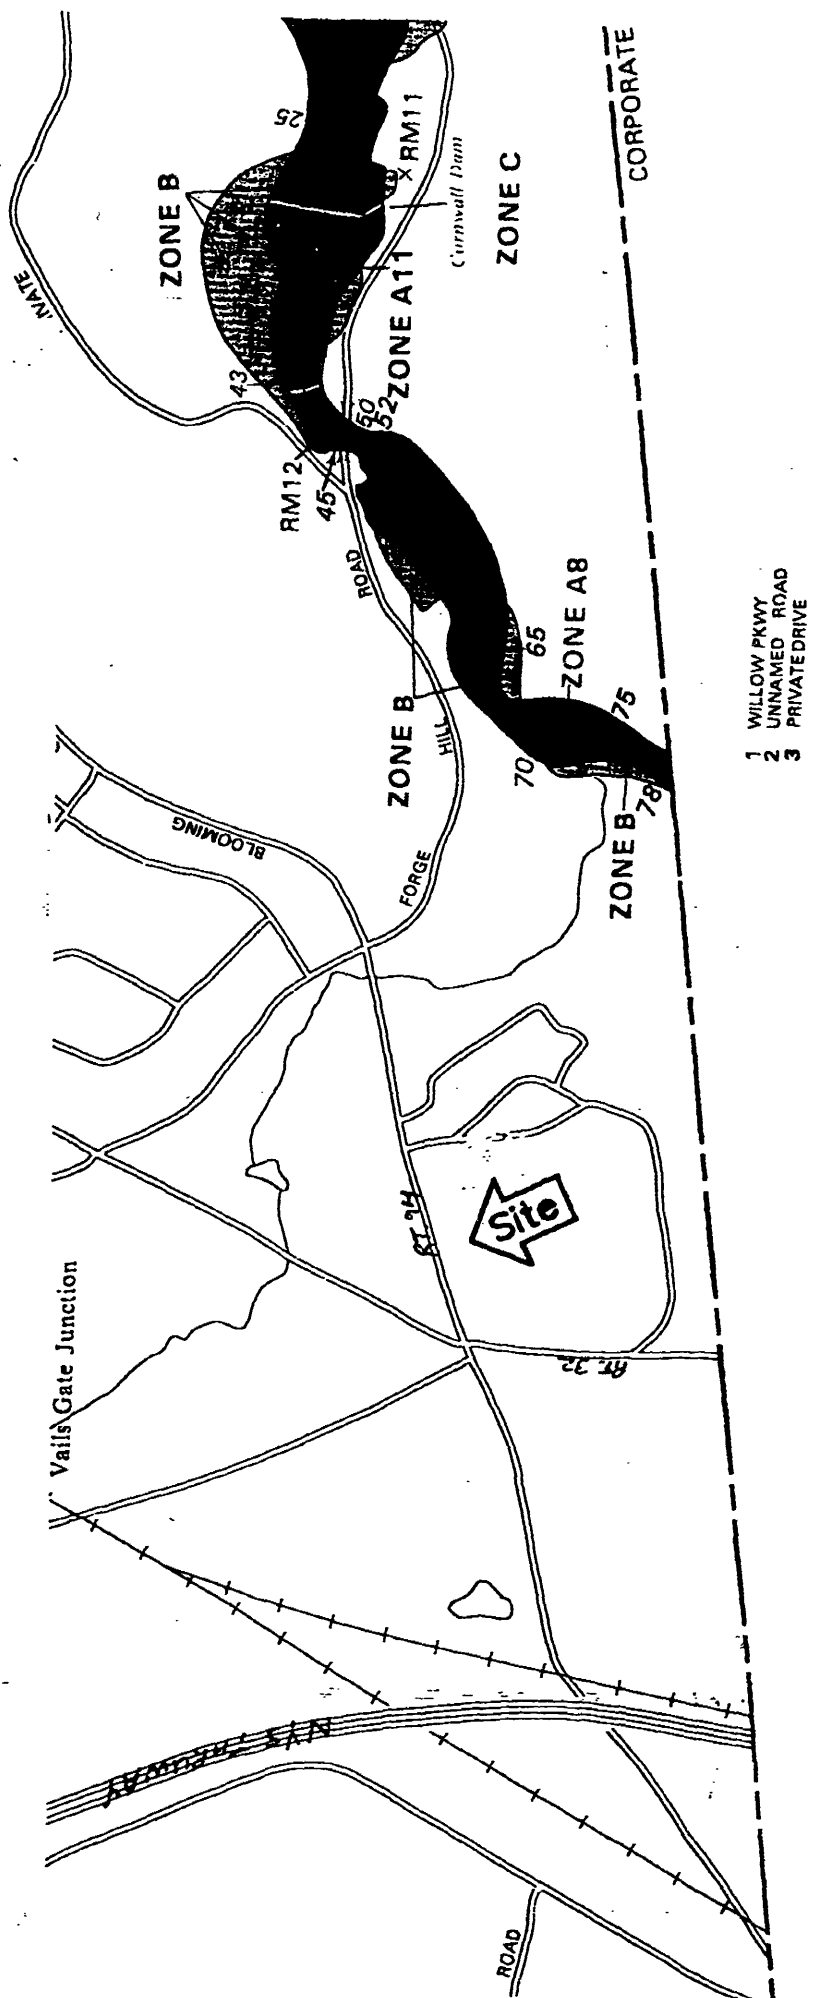 25
ZONE B
RM11
Cornwall Dam
ZONE C
CORPORATE
ZONE A11
43
50
52
RM12
45
ROAD
65
ZONE A8
ZONE B
HILL
70
75
78
ZONE B
BLOOMING
FORGE
1 WILLOW PKWY
2 UNNAMED ROAD
3 PRIVATE DRIVE
RT 94
Site
RT. 32
Vails Gate Junction
ROAD